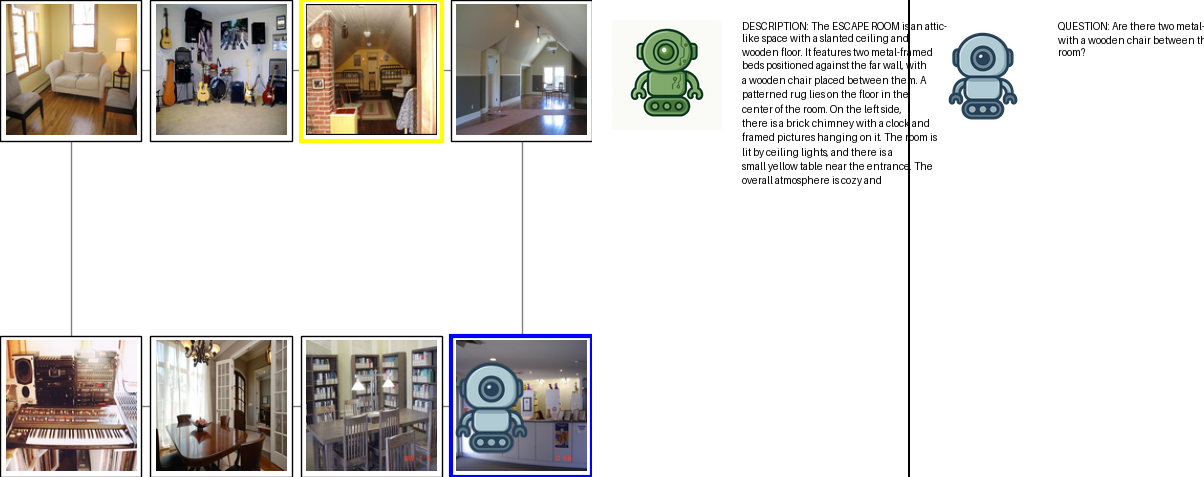 DESCRIPTION: The ESCAPE ROOM is an attic-
like space with a slanted ceiling and
wooden floor. It features two metal-framed
beds positioned against the far wall, with
a wooden chair placed between them. A
patterned rug lies on the floor in the
center of the room. On the left side,
there is a brick chimney with a clock and
framed pictures hanging on it. The room is
lit by ceiling lights, and there is a
small yellow table near the entrance. The
overall atmosphere is cozy and
QUESTION: Are there two metal-
with a wooden chair between th
room?